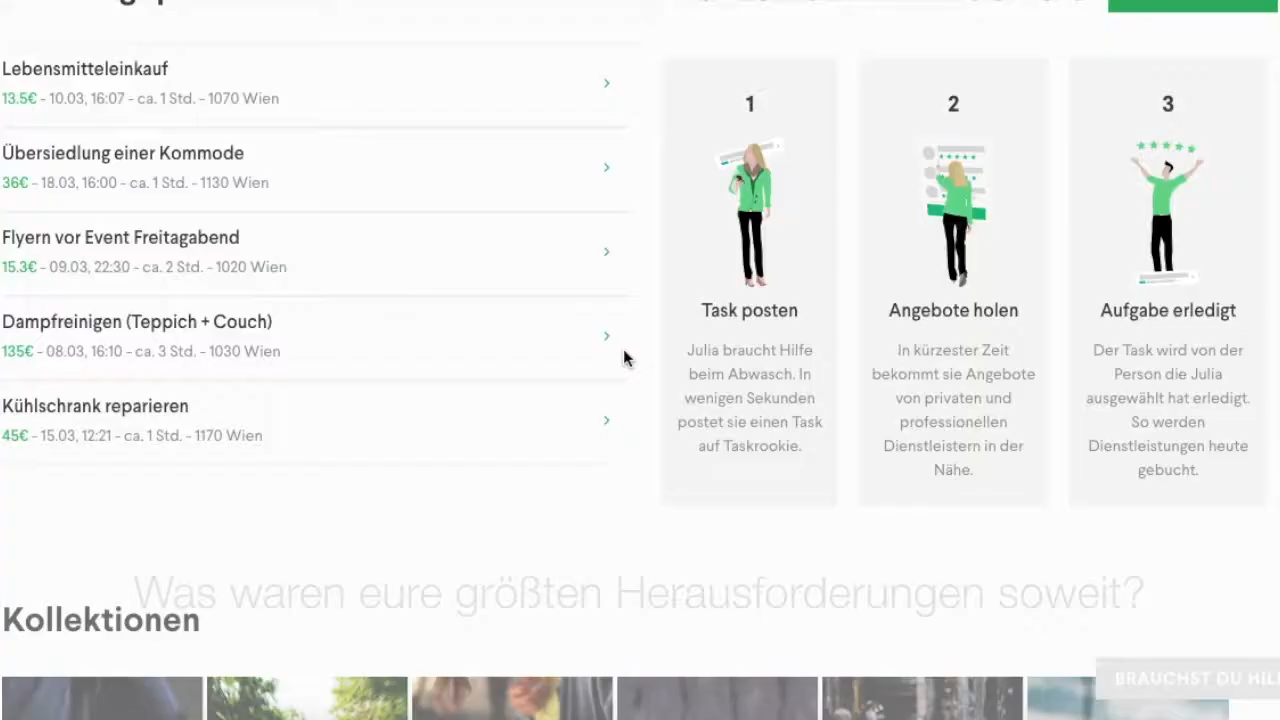 Lebensmitteleinkauf
13.5€ - 10.03, 16:07 - ca. 1 Std. - 1070 Wien
Übersiedlung einer Kommode
36€ - 18.03, 16:00 - ca. 1 Std. - 1130 Wien
Flyern vor Event Freitagabend
15.3€ - 09.03, 22:30 - ca. 2 Std. - 1020 Wien
Dampfreinigen (Teppich + Couch)
135€ - 08.03, 16:10 - ca. 3 Std. - 1030 Wien
Kühlschrank reparieren
45€ - 15.03, 12:21 - ca. 1 Std. - 1170 Wien
1
Task posten
Julia braucht Hilfe
beim Abwasch. In
wenigen Sekunden
postet sie einen Task
auf Taskrookie.
2
Angebote holen
In kürzester Zeit
bekommt sie Angebote
von privaten und
professionellen
Dienstleistern in der
Nähe.
3
Aufgabe erledigt
Der Task wird von der
Person die Julia
ausgewählt hat erledigt.
So werden
Dienstleistungen heute
gebucht.
Was waren eure größten Herausforderungen soweit?
Kollektionen
BRAUCHST DU